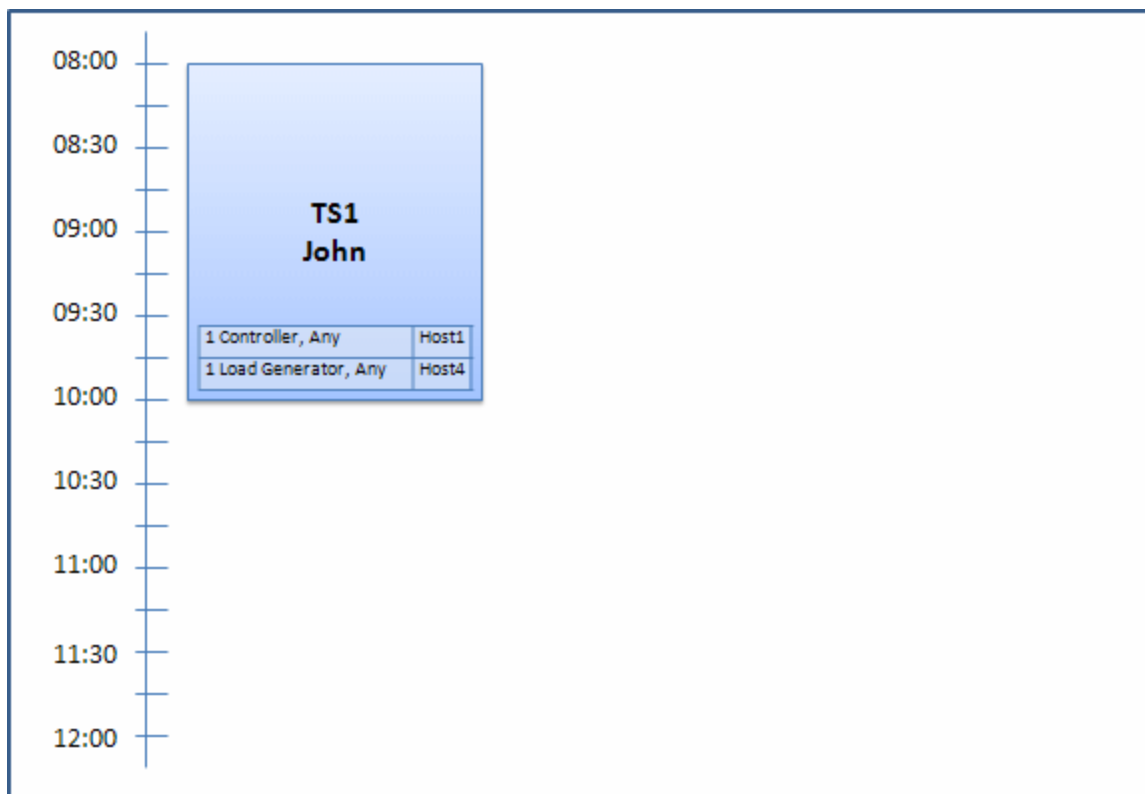 08:00
08:30
09:00
09:30
10:00
10:30
11:00
11:30
12:00
TS1
John
1 Controller, Any Host1
1 Load Generator, Any Host4